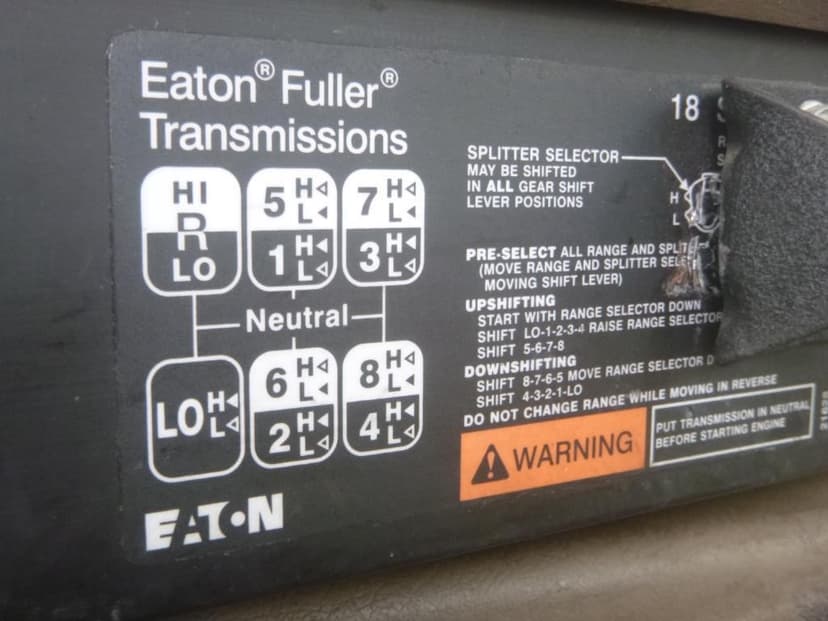 Eaton® Fuller®
Transmissions
HI
R
LO
5 H L
1 H L
7 H L
3 H L
Neutral
LO H L
6 H L
2 H L
8 H L
4 H L
EATON
18
SPLITTER SELECTOR
MAY BE SHIFTED
IN ALL GEAR SHIFT
LEVER POSITIONS
H
L
PRE-SELECT ALL RANGE AND
(MOVE RANGE AND SPLITTER
MOVING SHIFT LEVER)
UPSHIFTING
START WITH RANGE SELECTOR DOWN
SHIFT LO-1-2-3-4 RAISE RANGE SELECTOR
SHIFT 5-6-7-8
DOWNSHIFTING
SHIFT 8-7-6-5 MOVE RANGE SELECTOR
SHIFT 4-3-2-1-LO
DO NOT CHANGE RANGE WHILE MOVING IN REVERSE
WARNING
PUT TRANSMISSION IN NEUTRAL
BEFORE STARTING ENGINE